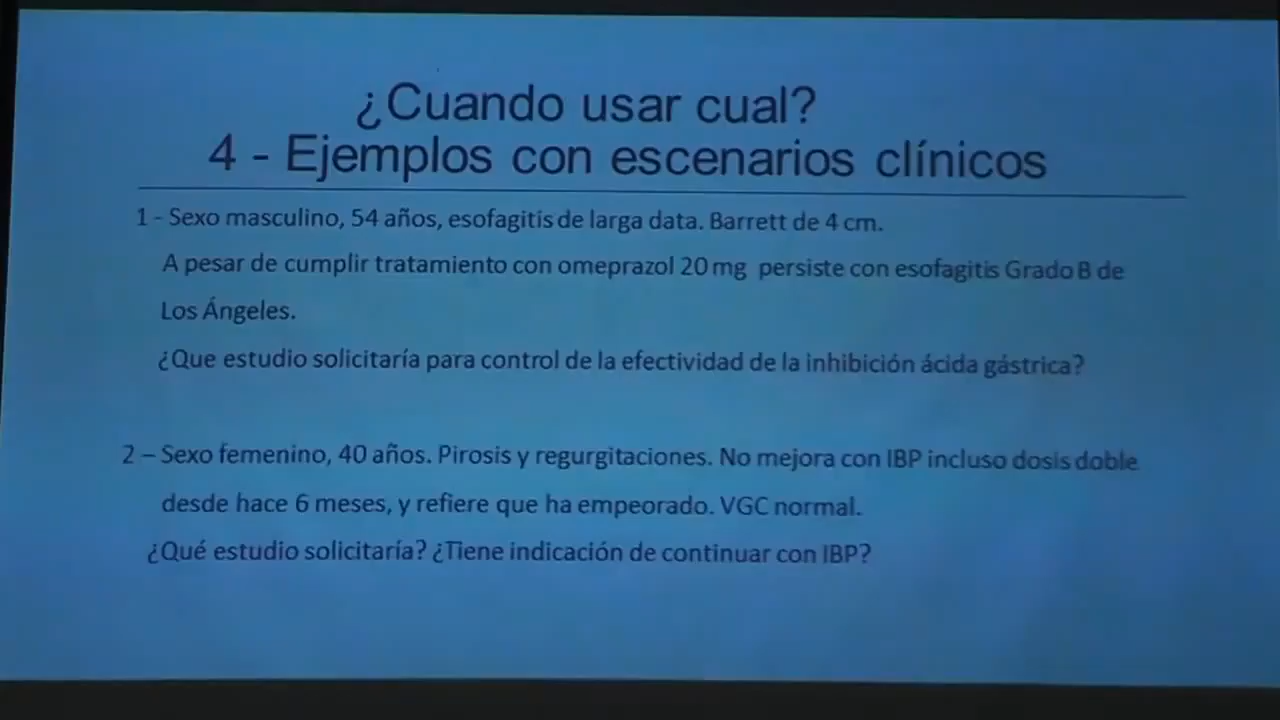 ¿Cuando usar cual?
4 - Ejemplos con escenarios clínicos
1 - Sexo masculino, 54 años, esofagitis de larga data. Barrett de 4 cm.
A pesar de cumplir tratamiento con omeprazol 20 mg persiste con esofagitis Grado B de
Los Ángeles.
¿Que estudio solicitaría para control de la efectividad de la inhibición ácida gástrica?
2 – Sexo femenino, 40 años. Pirosis y regurgitaciones. No mejora con IBP incluso dosis doble
desde hace 6 meses, y refiere que ha empeorado. VGC normal.
¿Qué estudio solicitaría? ¿Tiene indicación de continuar con IBP?